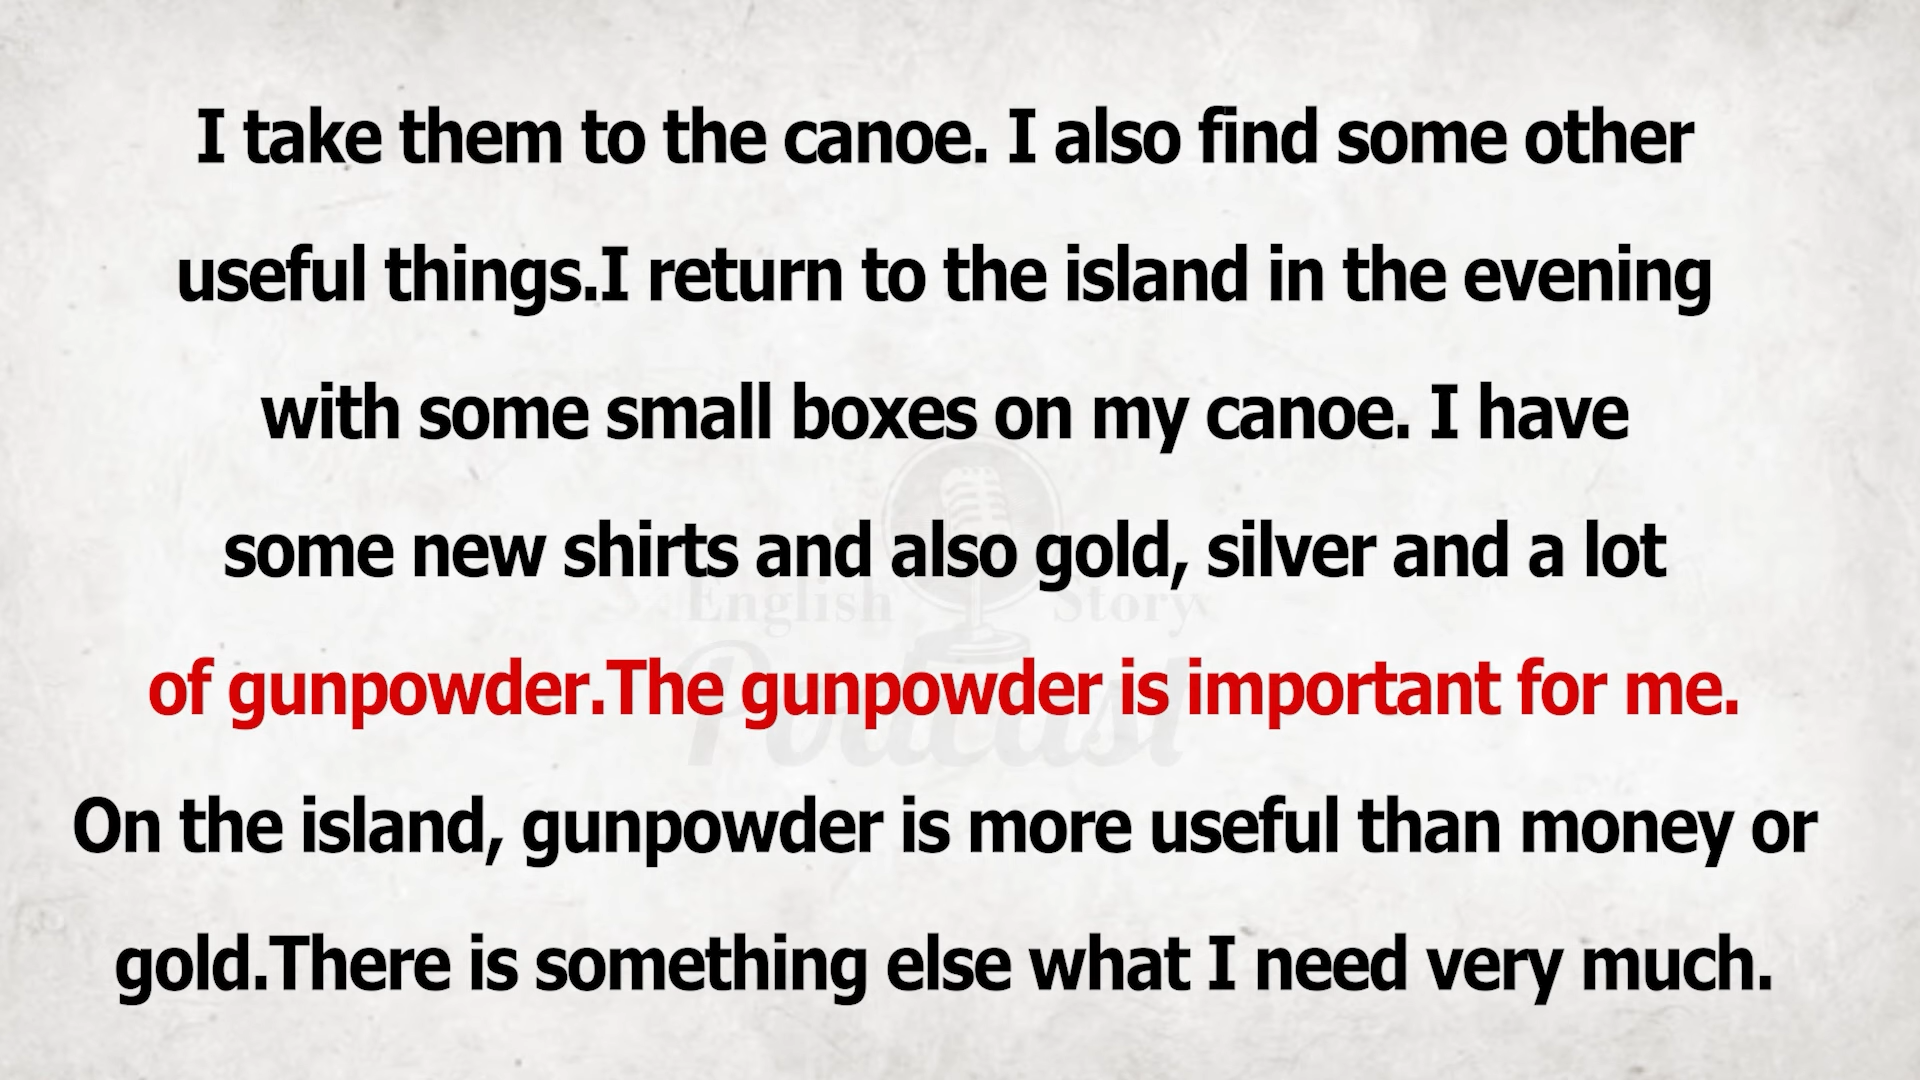 I take them to the canoe. I also find some other
useful things.I return to the island in the evening
with some small boxes on my canoe. I have
some new shirts and also gold, silver and a lot
English Story
of gunpowder.The gunpowder is important for me.
Podcast
On the island, gunpowder is more useful than money or
gold.There is something else what I need very much.